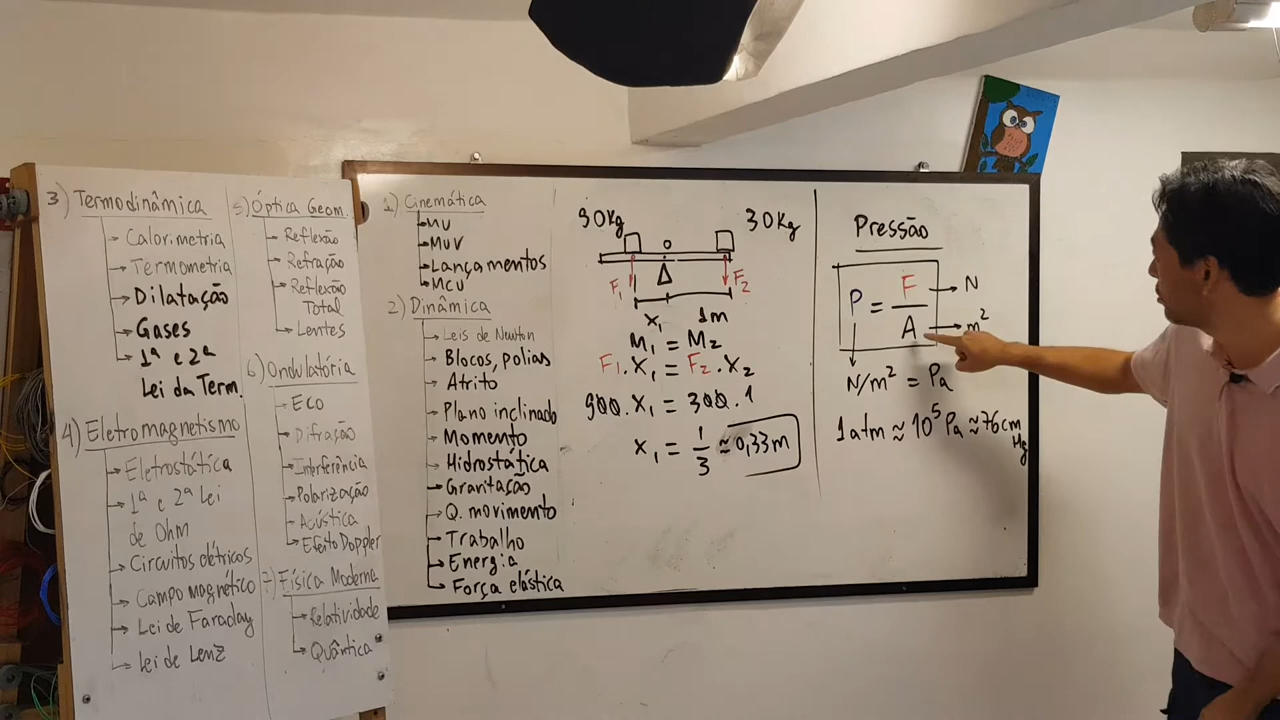 3) Termodinâmica
Calorimetria
Termometria
Dilatação
Gases
1ª e 2ª
Lei da Term.
4) Eletromagnetismo
Eletrostática
1ª e 2ª Lei
de Ohm
Circuitos elétricos
Campo magnético
Lei de Faraday
Lei de Lenz
5) Óptica Geom.
Reflexão
Refração
Reflexão
Total
Lentes
6) Ondulatória
Eco
Difração
Interferência
Polarização
Acústica
Efeito Doppler
7) Física Moderna
Relatividade
Quântica
1) Cinemática
MU
MUV
Lançamentos
MCU
2) Dinâmica
Leis de Newton
Blocos, polias
Atrito
Plano inclinado
Momento
Hidrostática
Gravitação
Q. movimento
Trabalho
Energia
Força elástica
90Kg 30Kg
F₁ F₂
x₁ 1m
M₁ = M₂
F₁.X₁ = F₂.X₂
900.X₁ = 300.1
X₁ = 1/3 ≈ 0,33m
Pressão
P = F/A
N
m²
N/m² = Pa
1 atm ≈ 10⁵ Pa ≈ 76 cm
Hg